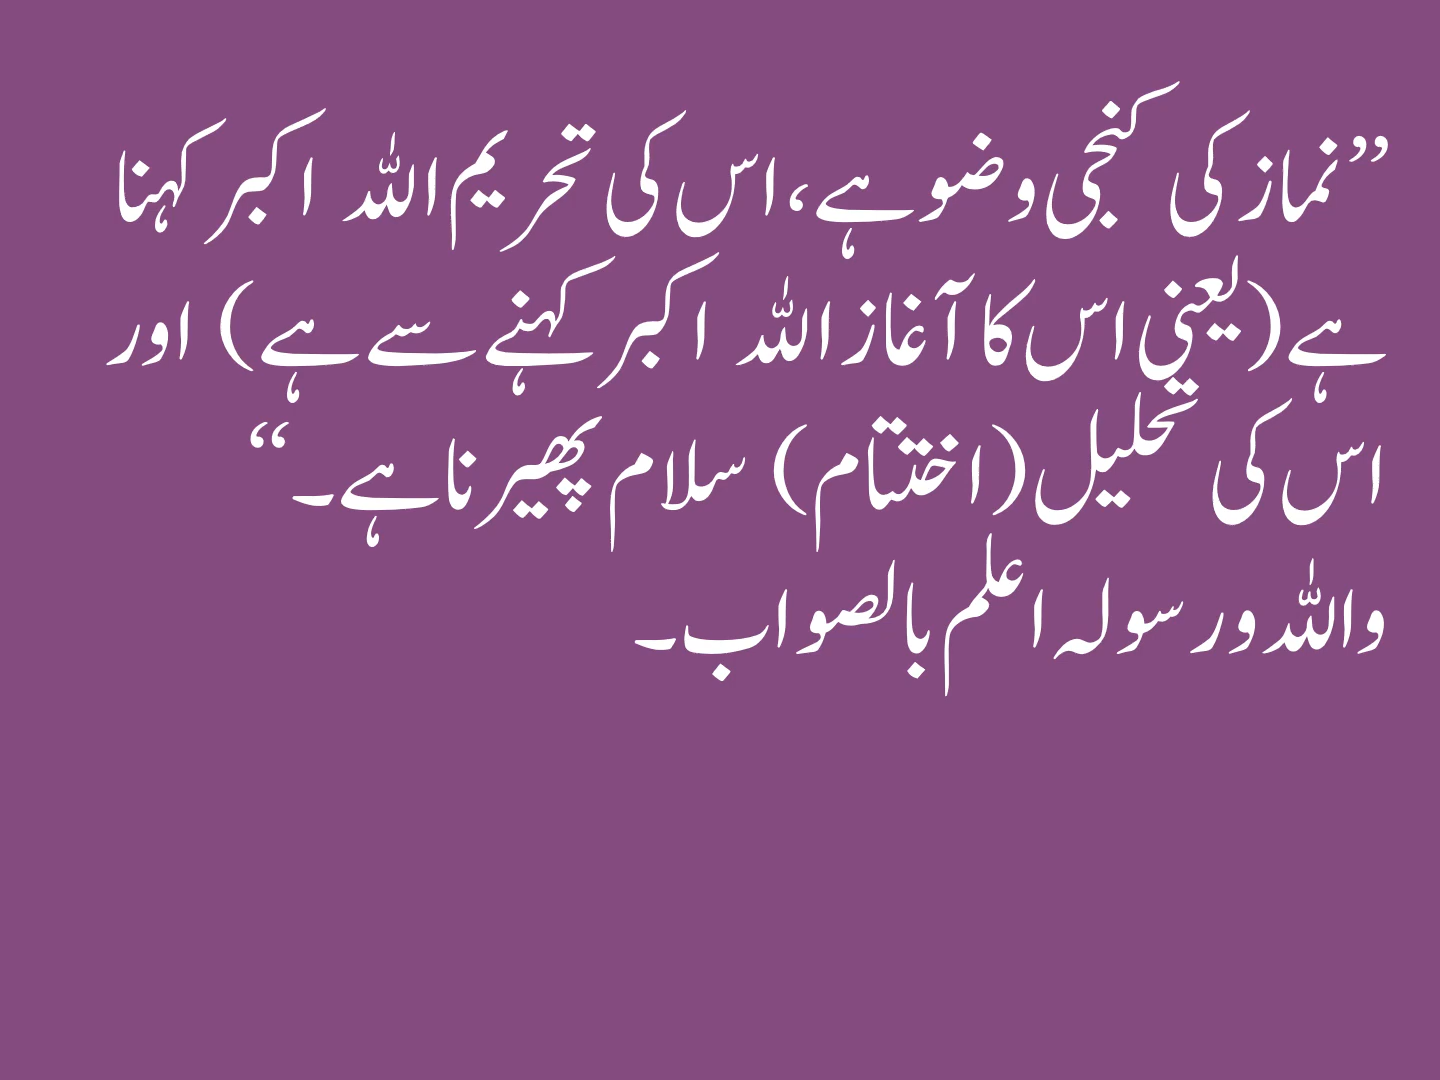 ’’نماز کی کنجی وضو ہے،اس کی تحریم اللہ اکبر کہنا
ہے(یعنی اس کا آغاز اللہ اکبر کہنے سے ہے) اور
اس کی تحلیل(اختتام) سلام پھیرنا ہے۔‘‘
واللہ ورسولہ اعلم بالصواب۔